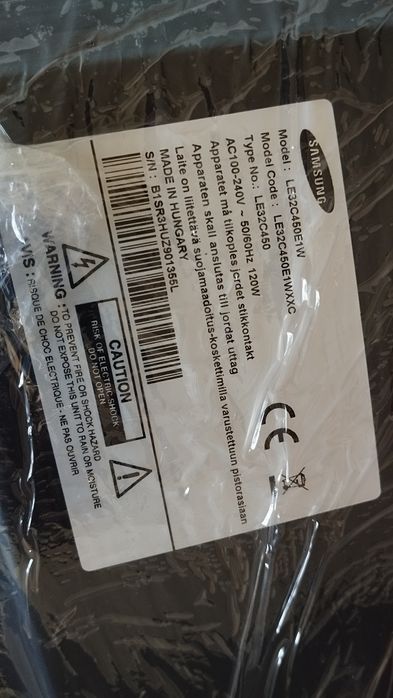 SAMSUNG
Model : LE32C450E1W
Model Code : LE32C450E1WXXC
Type No.: LE32C450
AC100-240V ~ 50/60Hz 120W
Apparatet må tilkoples jordet stikkontakt
Apparaten skall anslutas till jordat uttag
Laite on liitettävä suojamaadoitus-koskettimilla varustettuun pistorasiaan
MADE IN HUNGARY
S/N : B1SR3HUZ901355L
CE
CAUTION
RISK OF ELECTRIC SHOCK
DO NOT OPEN
WARNING : TO PREVENT FIRE OR SHOCK HAZARD
DO NOT EXPOSE THIS UNIT TO RAIN OR MOISTURE
AVIS : RISQUE DE CHOC ELECTRIQUE - NE PAS OUVRIR